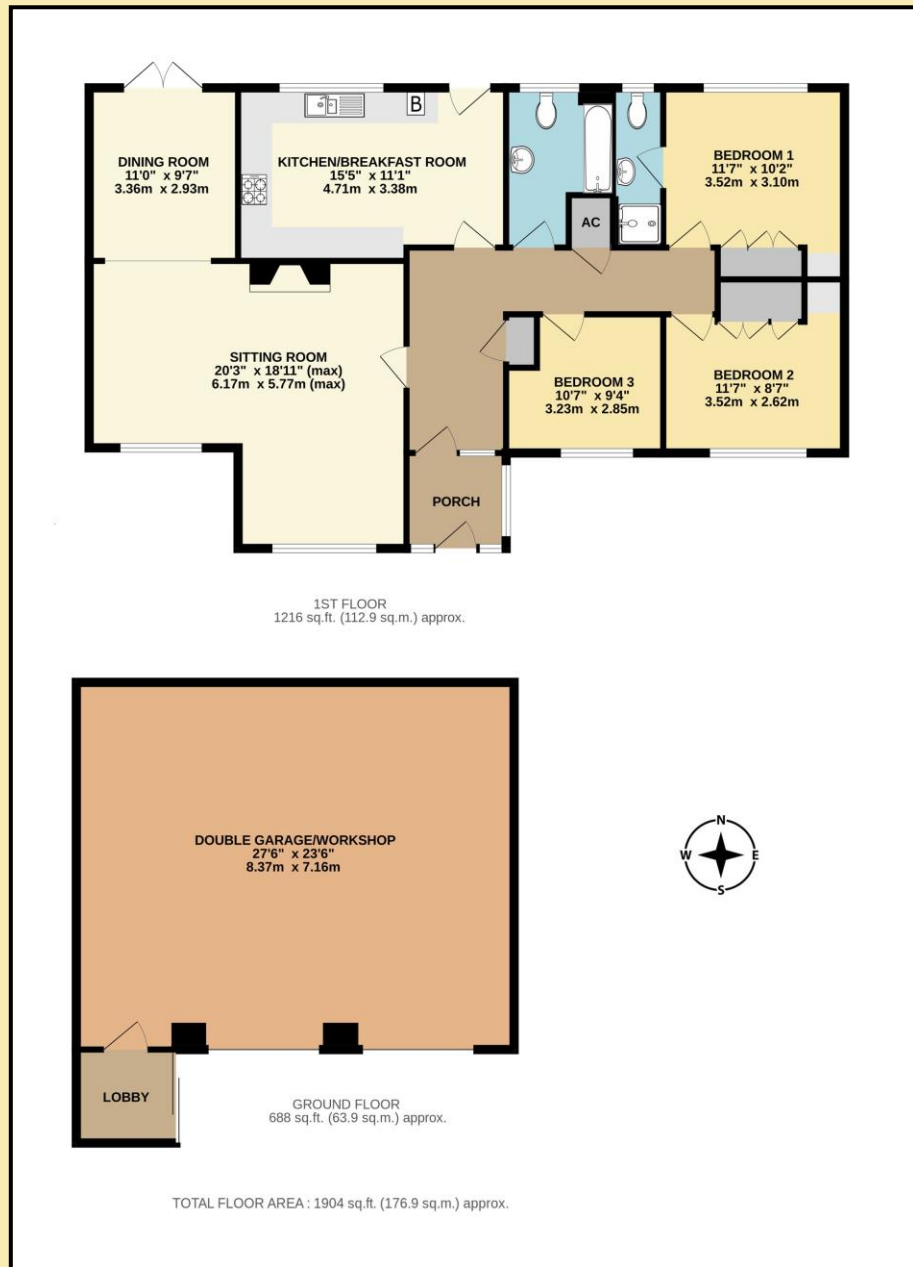 B
DINING ROOM
11'0" x 9'7"
3.36m x 2.93m
KITCHEN/BREAKFAST ROOM
15'5" x 11'1"
4.71m x 3.38m
BEDROOM 1
11'7" x 10'2"
3.52m x 3.10m
AC
SITTING ROOM
20'3" x 18'11" (max)
6.17m x 5.77m (max)
BEDROOM 3
10'7" x 9'4"
3.23m x 2.85m
BEDROOM 2
11'7" x 8'7"
3.52m x 2.62m
PORCH
1ST FLOOR
1216 sq.ft. (112.9 sq.m.) approx.
DOUBLE GARAGE/WORKSHOP
27'6" x 23'6"
8.37m x 7.16m
N
W E
S
LOBBY
GROUND FLOOR
688 sq.ft. (63.9 sq.m.) approx.
TOTAL FLOOR AREA : 1904 sq.ft. (176.9 sq.m.) approx.